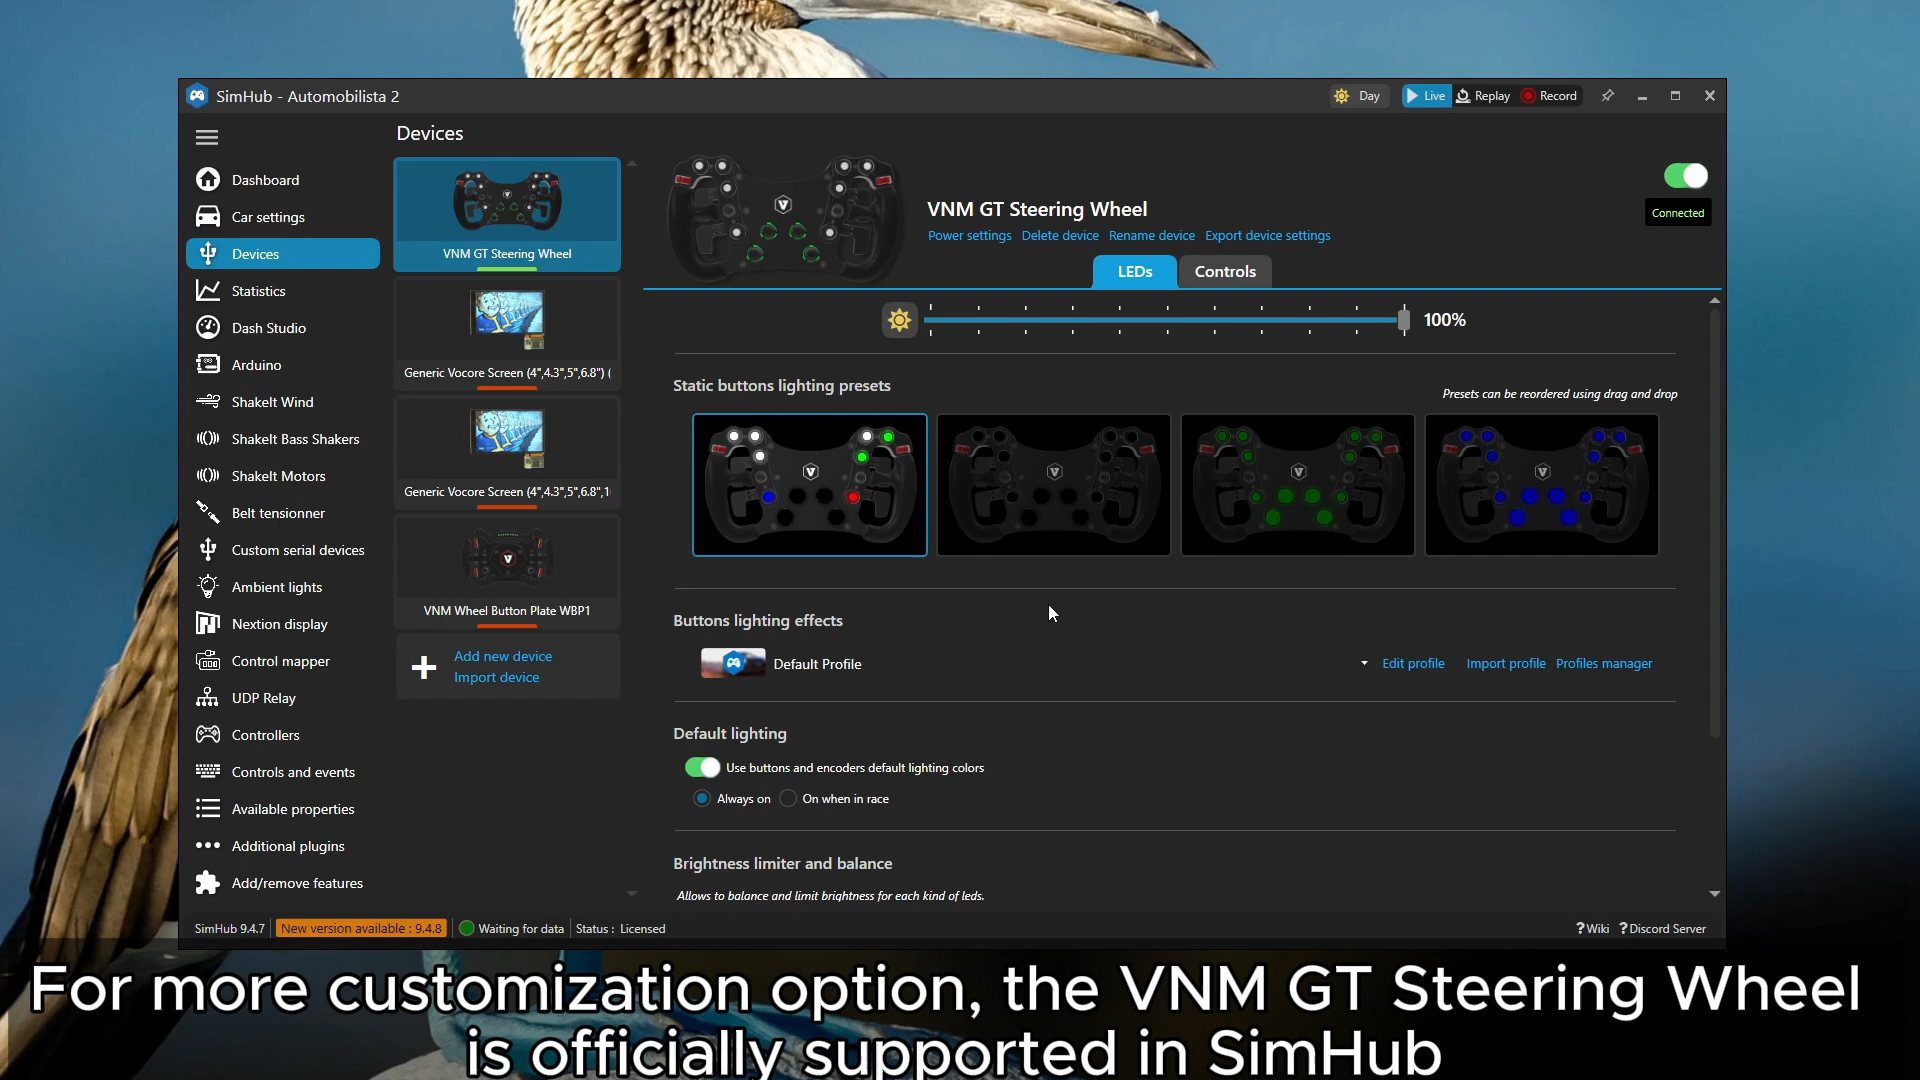 SimHub - Automobilista 2
Day
Live
Replay
Record
Devices
Dashboard
Car settings
Devices
Statistics
Dash Studio
Arduino
ShakeIt Wind
ShakeIt Bass Shakers
ShakeIt Motors
Belt tensionner
Custom serial devices
Ambient lights
Nextion display
Control mapper
UDP Relay
Controllers
Controls and events
Available properties
Additional plugins
Add/remove features
VNM GT Steering Wheel
Generic Vocore Screen (4",4.3",5",6.8") (
Generic Vocore Screen (4",4.3",5",6.8",1
VNM Wheel Button Plate WBP1
Add new device
Import device
VNM GT Steering Wheel
Power settings Delete device Rename device Export device settings
Connected
LEDs
Controls
100%
Static buttons lighting presets
Presets can be reordered using drag and drop
Buttons lighting effects
Default Profile
Edit profile Import profile Profiles manager
Default lighting
Use buttons and encoders default lighting colors
Always on On when in race
Brightness limiter and balance
Allows to balance and limit brightness for each kind of leds.
SimHub 9.4.7
New version available : 9.4.8
Waiting for data
Status : Licensed
? Wiki
? Discord Server
For more customization option, the VNM GT Steering Wheel
is officially supported in SimHub